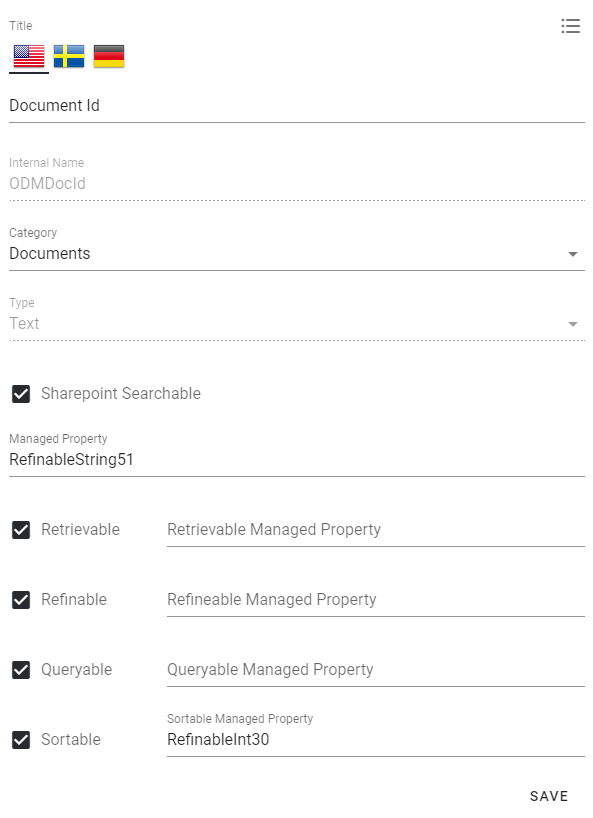 Title
Document Id
Internal Name
ODMDocId
Category
Documents
Type
Text
Sharepoint Searchable
Managed Property
RefinableString51
Retrievable Retrievable Managed Property
Refinable Refineable Managed Property
Queryable Queryable Managed Property
Sortable Managed Property
Sortable RefinableInt30
SAVE